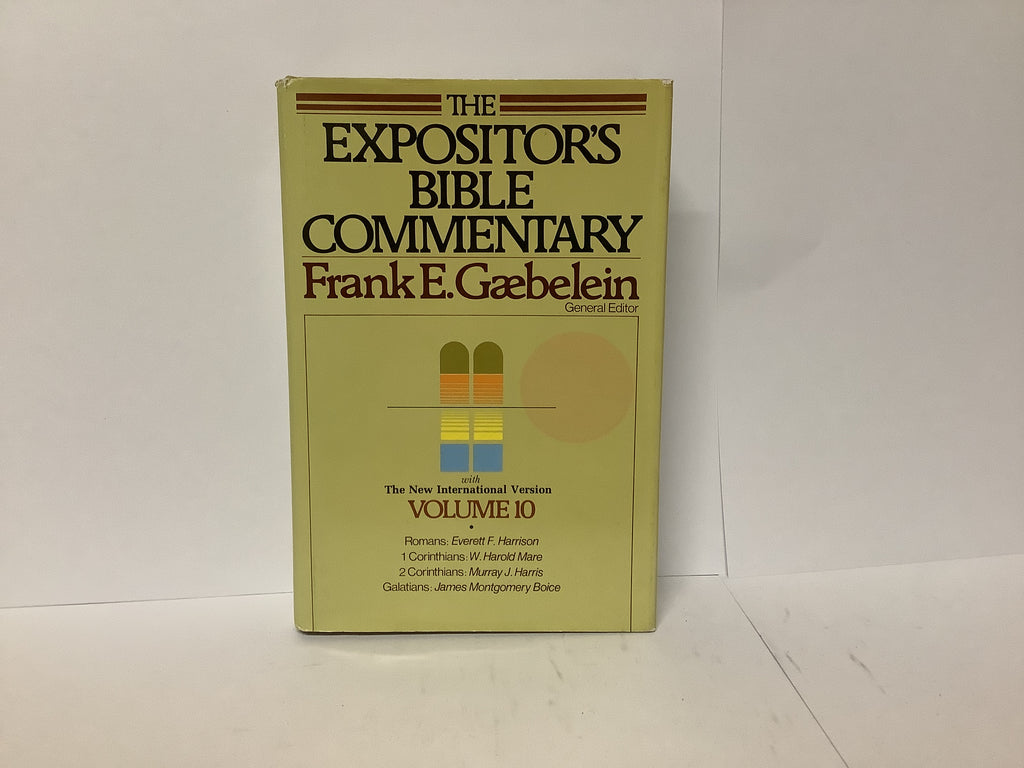 THE
EXPOSITOR'S
BIBLE
COMMENTARY
Frank E. Gæbelein
General Editor
with
The New International Version
VOLUME 10
•
Romans: Everett F. Harrison
1 Corinthians: W. Harold Mare
2 Corinthians: Murray J. Harris
Galatians: James Montgomery Boice